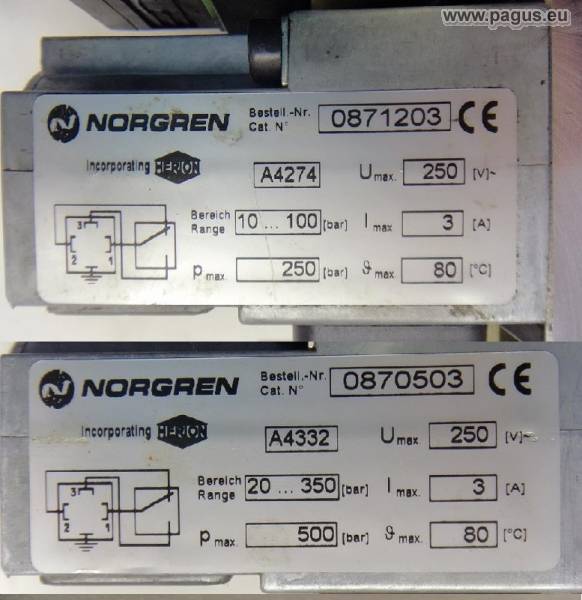 www.pagus.eu
NORGREN Bestell.-Nr. Cat. N° 0871203 CE
Incorporating HERION A4274 U max. 250 [V]~
Bereich Range 10 ... 100 [bar] I max 3 [A]
p max. 250 [bar] ϑ max 80 [°C]
3
2 1
NORGREN Bestell.-Nr. Cat. N° 0870503 CE
Incorporating HERION A4332 U max. 250 [V]~
Bereich Range 20 ... 350 [bar] I max. 3 [A]
p max. 500 [bar] ϑ max. 80 [°C]
3
2 1